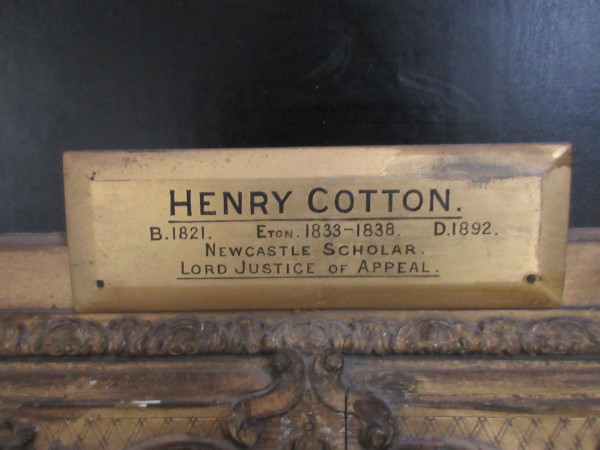 HENRY COTTON.
B.1821. ETON. 1833-1838. D.1892.
NEWCASTLE SCHOLAR.
LORD JUSTICE OF APPEAL.